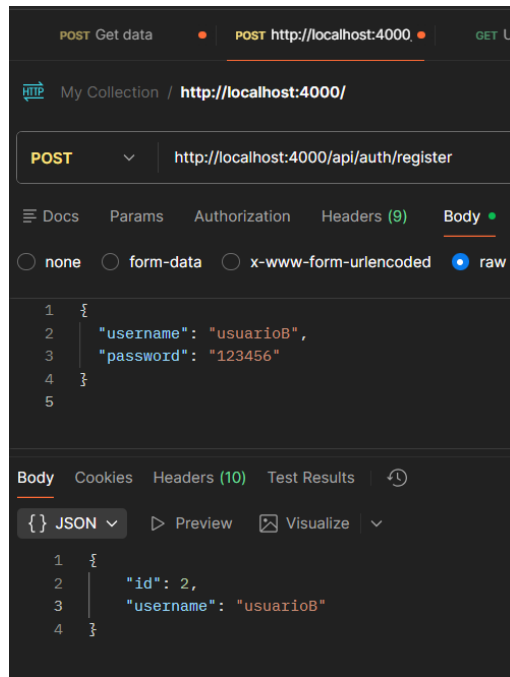 POST Get data POST http://localhost:4000 GET U
HTTP My Collection / http://localhost:4000/
POST http://localhost:4000/api/auth/register
Docs Params Authorization Headers (9) Body
none form-data x-www-form-urlencoded raw
1 {
2 "username": "usuarioB",
3 "password": "123456"
4 }
5
Body Cookies Headers (10) Test Results
{} JSON Preview Visualize
1 {
2 "id": 2,
3 "username": "usuarioB"
4 }